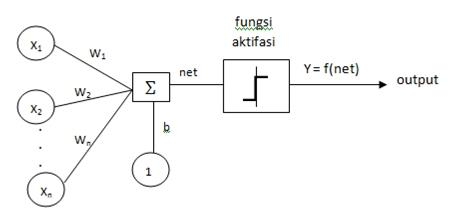 fungsi
aktifasi
X1
W1
net
Y = f(net)
output
Σ
W2
X2
b
Wn
1
Xn